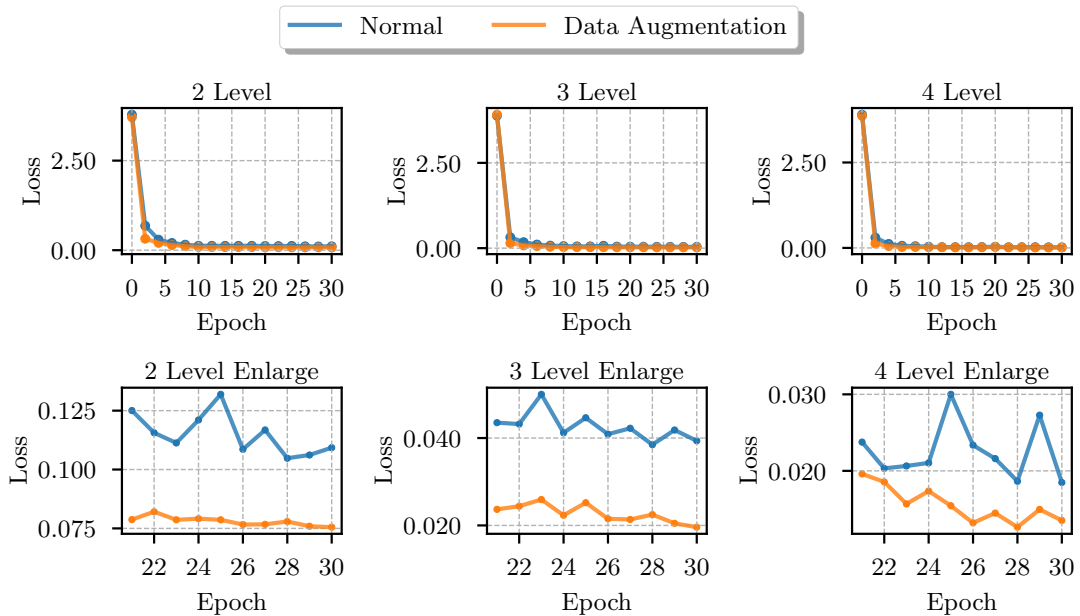 Normal
Data Augmentation
2 Level
3 Level
4 Level
Loss
2.50
0.00
0 5 10 15 20 25 30
Epoch
Loss
2.50
0.00
0 5 10 15 20 25 30
Epoch
Loss
2.50
0.00
0 5 10 15 20 25 30
Epoch
2 Level Enlarge
3 Level Enlarge
4 Level Enlarge
Loss
0.125
0.100
0.075
22 24 26 28 30
Epoch
Loss
0.040
0.020
22 24 26 28 30
Epoch
Loss
0.030
0.020
22 24 26 28 30
Epoch